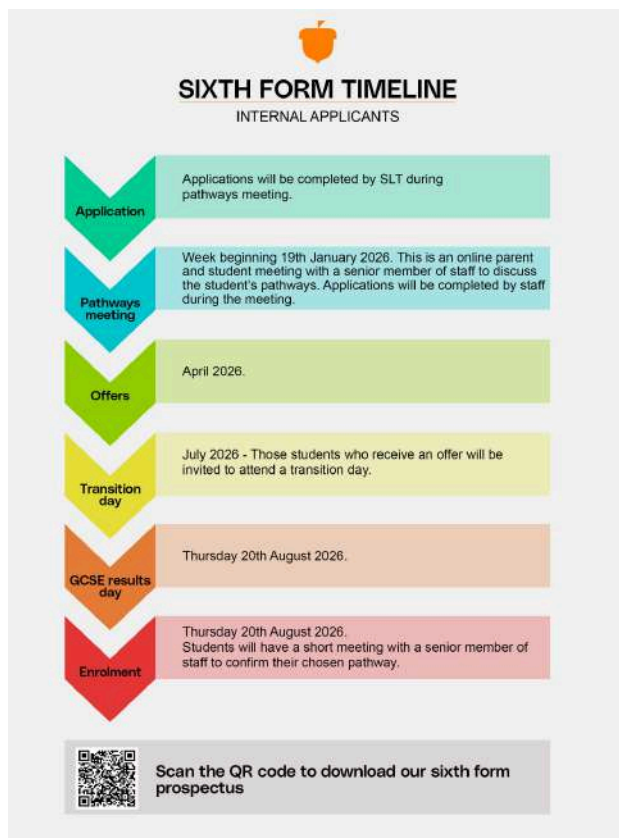 SIXTH FORM TIMELINE
INTERNAL APPLICANTS
Application
Applications will be completed by SLT during
pathways meeting.
Pathways
meeting
Week beginning 19th January 2026. This is an online parent
and student meeting with a senior member of staff to discuss
the student's pathways. Applications will be completed by staff
during the meeting.
Offers
April 2026.
Transition
day
July 2026 - Those students who receive an offer will be
invited to attend a transition day.
GCSE results
day
Thursday 20th August 2026.
Enrolment
Thursday 20th August 2026.
Students will have a short meeting with a senior member of
staff to confirm their chosen pathway.
Scan the QR code to download our sixth form
prospectus